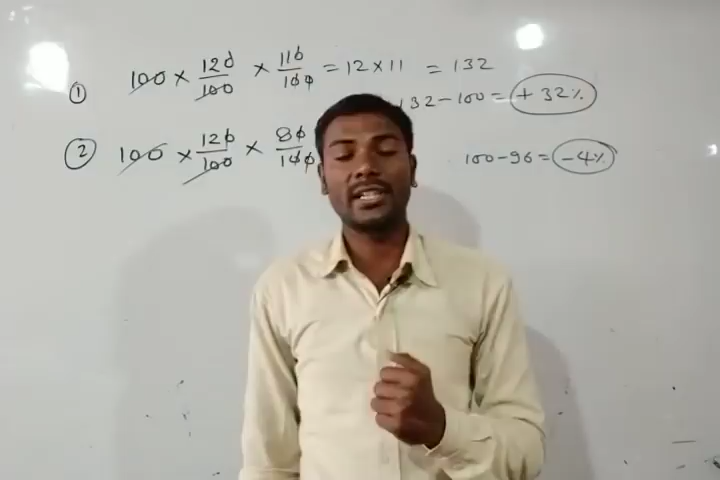 ① 100 × 120/100 × 110/100 = 12 × 11 = 132
132 - 100 = +32%
② 100 × 120/100 × 80/100
100 - 96 = -4%